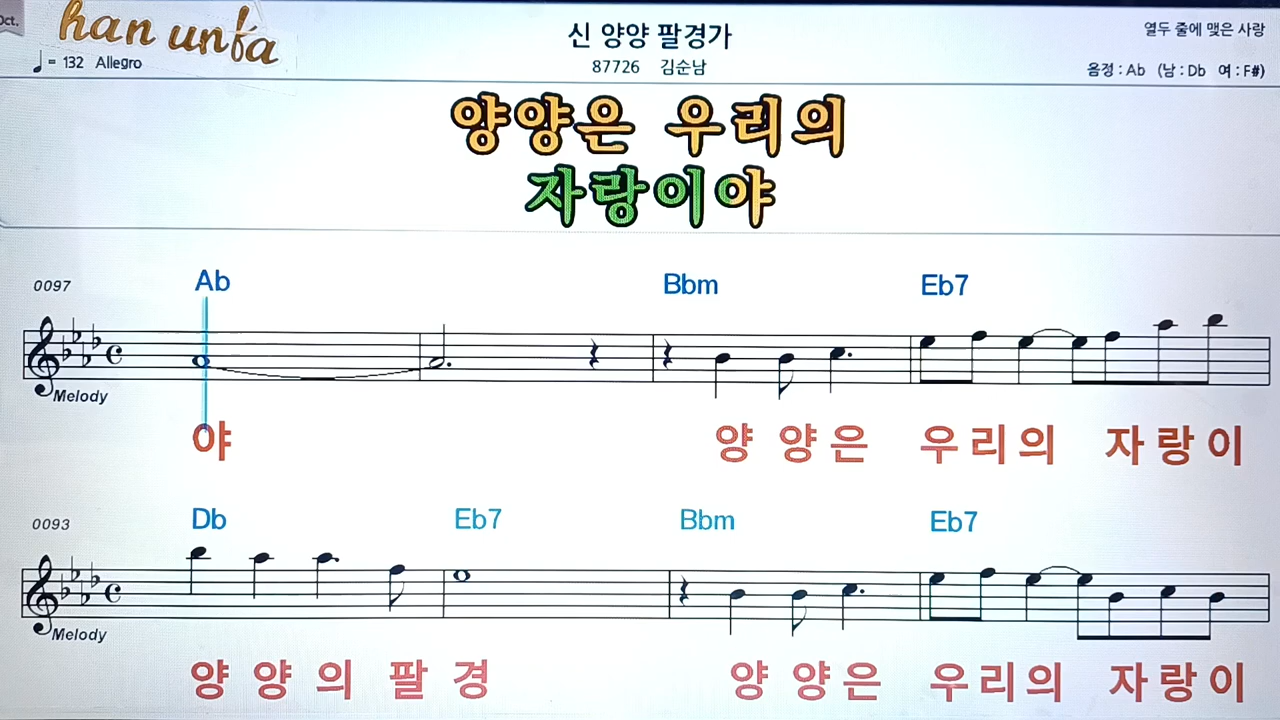 Oct.
han unfa
♩= 132 Allegro
신 양양 팔경가
87726 김순남
열두 줄에 맺은 사랑
음정 : Ab (남 : Db 여 : F#)
양양은 우리의
자랑이야
0097
Ab Bbm Eb7
Melody
야 양 양 은 우 리 의 자 랑 이
0093
Db Eb7 Bbm Eb7
Melody
양 양 의 팔 경 양 양 은 우 리 의 자 랑 이